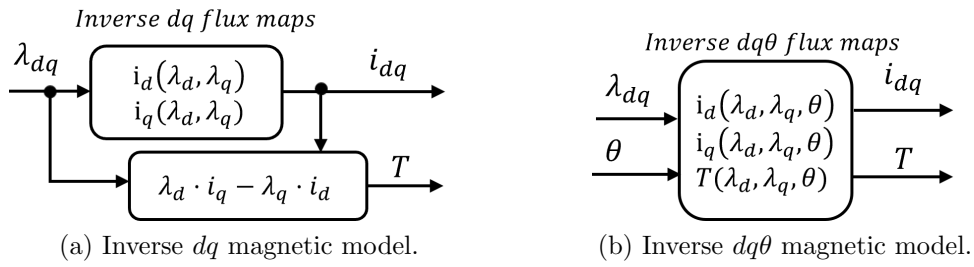 Inverse dq flux maps
λ_dq
i_d(λ_d, λ_q)
i_q(λ_d, λ_q)
i_dq
λ_d · i_q − λ_q · i_d
T
(a) Inverse dq magnetic model.
Inverse dqθ flux maps
λ_dq
θ
i_d(λ_d, λ_q, θ)
i_q(λ_d, λ_q, θ)
T(λ_d, λ_q, θ)
i_dq
T
(b) Inverse dqθ magnetic model.